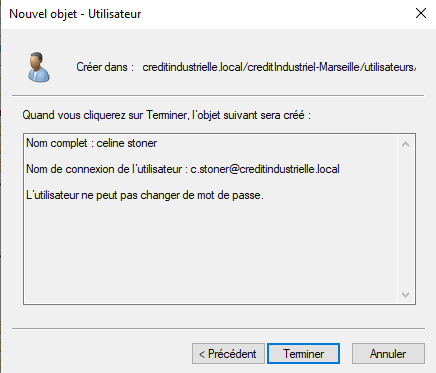 Nouvel objet - Utilisateur
Créer dans : creditindustrielle.local/creditIndustriel-Marseille/utilisateurs/
Quand vous cliquerez sur Terminer, l'objet suivant sera créé :
Nom complet : celine stoner
Nom de connexion de l'utilisateur : c.stoner@creditindustrielle.local
L'utilisateur ne peut pas changer de mot de passe.
< Précédent Terminer Annuler